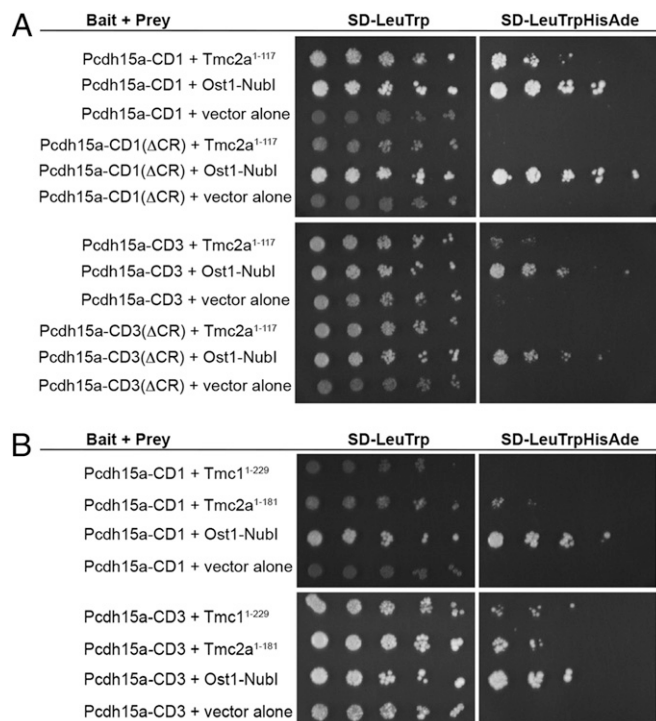 A
Bait + Prey SD-LeuTrp SD-LeuTrpHisAde
Pcdh15a-CD1 + Tmc2a¹⁻¹¹⁷
Pcdh15a-CD1 + Ost1-NubI
Pcdh15a-CD1 + vector alone
Pcdh15a-CD1(ΔCR) + Tmc2a¹⁻¹¹⁷
Pcdh15a-CD1(ΔCR) + Ost1-NubI
Pcdh15a-CD1(ΔCR) + vector alone
Pcdh15a-CD3 + Tmc2a¹⁻¹¹⁷
Pcdh15a-CD3 + Ost1-NubI
Pcdh15a-CD3 + vector alone
Pcdh15a-CD3(ΔCR) + Tmc2a¹⁻¹¹⁷
Pcdh15a-CD3(ΔCR) + Ost1-NubI
Pcdh15a-CD3(ΔCR) + vector alone
B
Bait + Prey SD-LeuTrp SD-LeuTrpHisAde
Pcdh15a-CD1 + Tmc1¹⁻²²⁹
Pcdh15a-CD1 + Tmc2a¹⁻¹⁸¹
Pcdh15a-CD1 + Ost1-NubI
Pcdh15a-CD1 + vector alone
Pcdh15a-CD3 + Tmc1¹⁻²²⁹
Pcdh15a-CD3 + Tmc2a¹⁻¹⁸¹
Pcdh15a-CD3 + Ost1-NubI
Pcdh15a-CD3 + vector alone